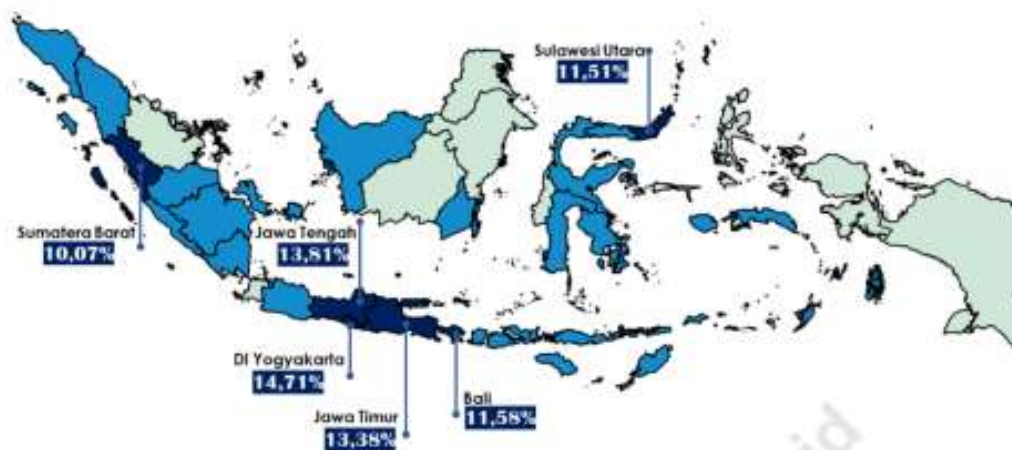 Sulawesi Utara
11,51%
Sumatera Barat
10,07%
Jawa Tengah
13,81%
DI Yogyakarta
14,71%
Jawa Timur
13,38%
Bali
11,58%
id